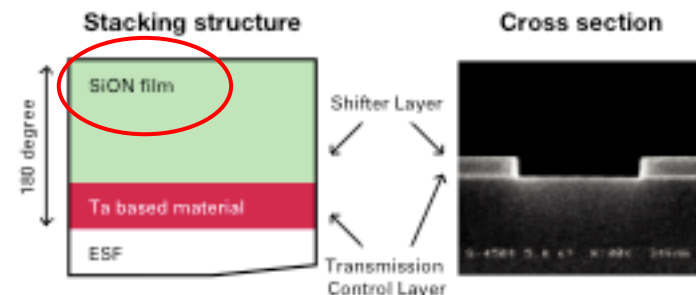 Stacking structure
Cross section
180 degree
SiON film
Shifter Layer
Ta based material
ESF
Transmission
Control Layer